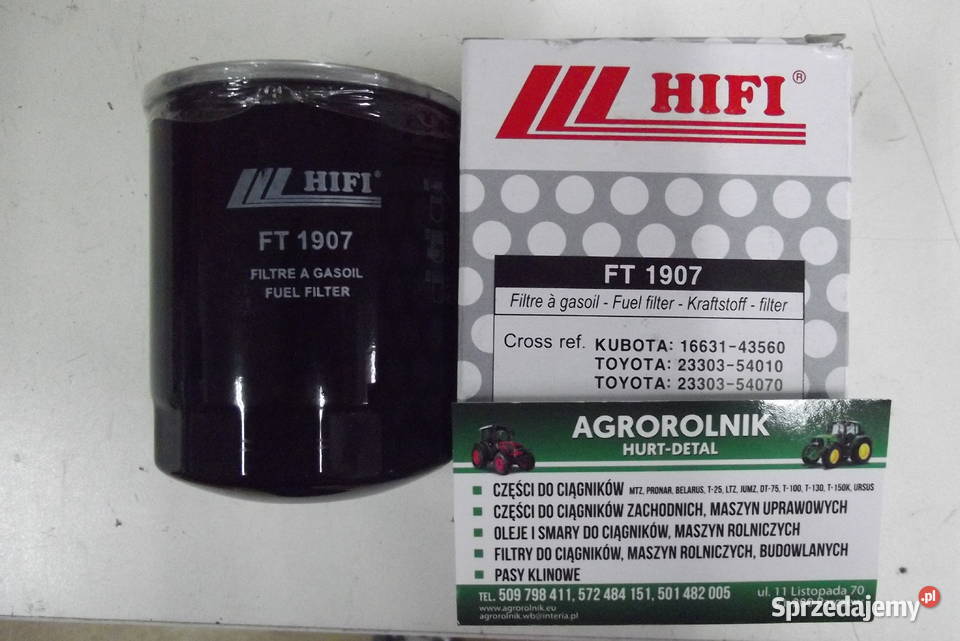 HIFI®
FT 1907
FILTRE A GASOIL
FUEL FILTER
HIFI®
FT 1907
Filtre à gasoil - Fuel filter - Kraftstoff - filter
Cross ref. KUBOTA: 16631-43560
TOYOTA: 23303-54010
TOYOTA: 23303-54070
AGROROLNIK
HURT-DETAL
CZĘŚCI DO CIĄGNIKÓW MTZ, PRONAR, BELARUS, T-25, LTZ, JUMZ, DT-75, T-100, T-130, T-150K, URSUS
CZĘŚCI DO CIĄGNIKÓW ZACHODNICH, MASZYN UPRAWOWYCH
OLEJE I SMARY DO CIĄGNIKÓW, MASZYN ROLNICZYCH
FILTRY DO CIĄGNIKÓW, MASZYN ROLNICZYCH, BUDOWLANYCH
PASY KLINOWE
TEL. 509 798 411, 572 484 151, 501 482 005
ul. 11 Listopada 70
www.agrorolnik.eu
agrorolnik.wb@interia.pl
Sprzedajemy.pl